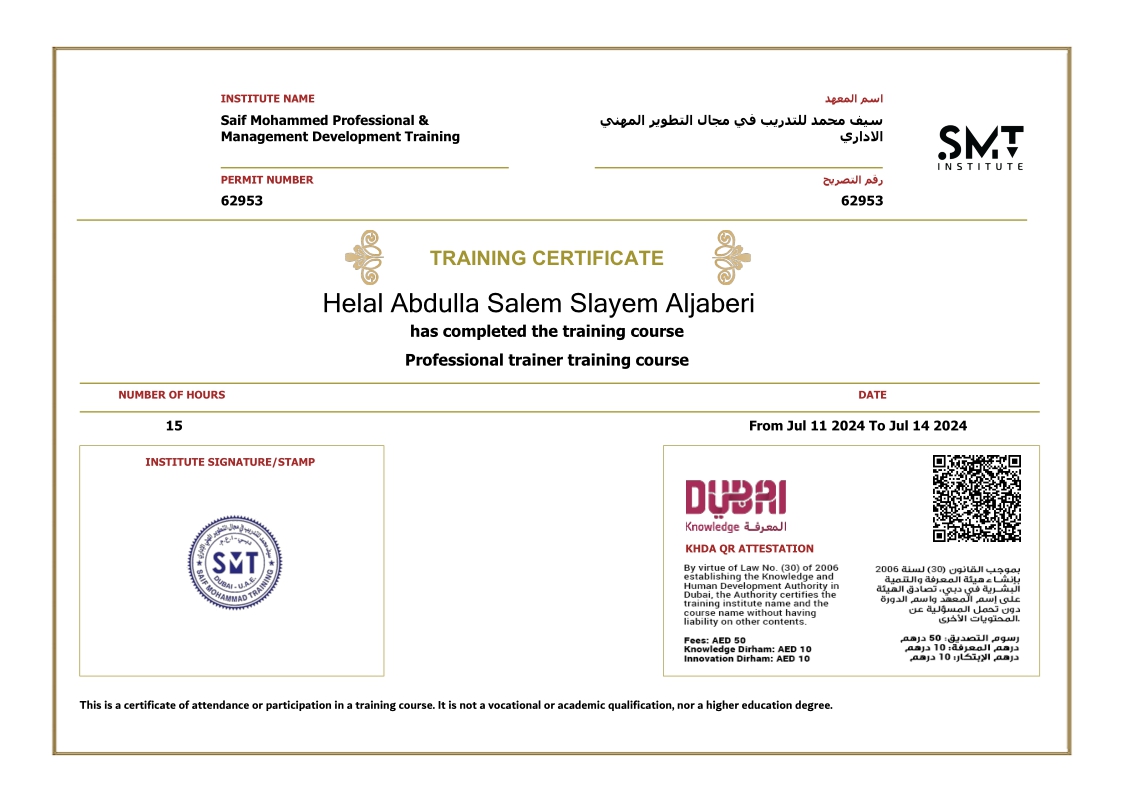 INSTITUTE NAME
اسم المعهد
Saif Mohammed Professional &
Management Development Training
سيف محمد للتدريب في مجال التطوير المهني
الاداري
SMT
INSTITUTE
PERMIT NUMBER
رقم التصريح
62953
62953
TRAINING CERTIFICATE
Helal Abdulla Salem Slayem Aljaberi
has completed the training course
Professional trainer training course
NUMBER OF HOURS
DATE
15
From Jul 11 2024 To Jul 14 2024
INSTITUTE SIGNATURE/STAMP
SMT
DUBAI - U.A.E.
SAIF MOHAMMAD TRAINING
DUBAI
Knowledge المعرفة
KHDA QR ATTESTATION
By virtue of Law No. (30) of 2006
establishing the Knowledge and
Human Development Authority in
Dubai, the Authority certifies the
training institute name and the
course name without having
liability on other contents.
Fees: AED 50
Knowledge Dirham: AED 10
Innovation Dirham: AED 10
بموجب القانون (30) لسنة 2006
بإنشاء هيئة المعرفة والتنمية
البشرية في دبي، تصادق الهيئة
على إسم المعهد واسم الدورة
دون تحمل المسؤلية عن
المحتويات الأخرى.
رسوم التصديق: 50 درهم
درهم المعرفة: 10 درهم
درهم الإبتكار: 10 درهم
This is a certificate of attendance or participation in a training course. It is not a vocational or academic qualification, nor a higher education degree.